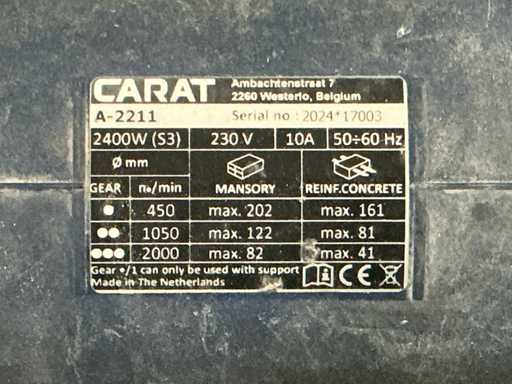 CARAT Ambachtenstraat 7
2260 Westerlo, Belgium
A-2211 Serial no : 2024*17003
2400W (S3) 230 V 10A 50÷60 Hz
Ø mm
GEAR n₀/min MANSORY REINF.CONCRETE
● 450 max. 202 max. 161
●● 1050 max. 122 max. 81
●●● 2000 max. 82 max. 41
Gear •/1 can only be used with support
Made in The Netherlands
CE